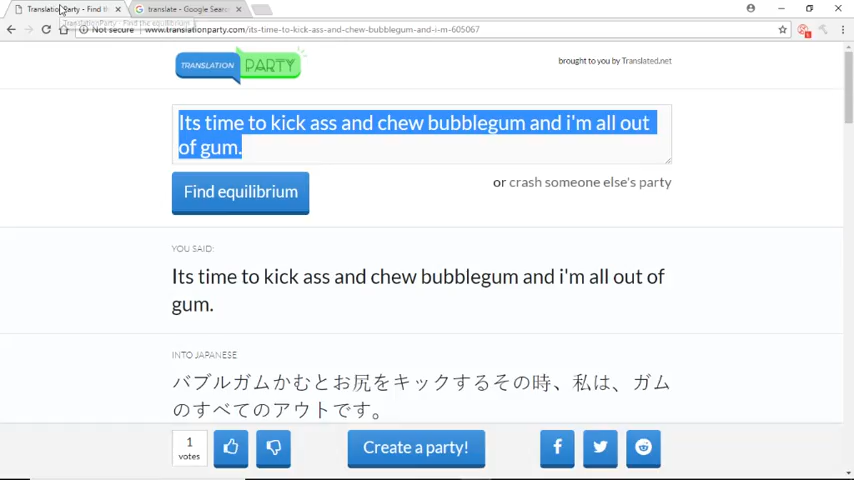 TranslationParty - Find th
translate - Google Sear
TranslationParty - Find the equilibrium
Not secure
www.translationparty.com/its-time-to-kick-ass-and-chew-bubblegum-and-i-m-605067
TRANSLATION PARTY
brought to you by Translated.net
Its time to kick ass and chew bubblegum and i'm all out
of gum.
Find equilibrium
or crash someone else's party
YOU SAID:
Its time to kick ass and chew bubblegum and i'm all out of
gum.
INTO JAPANESE
バブルガムかむとお尻をキックするその時、私は、ガム
のすべてのアウトです。
1
votes
Create a party!